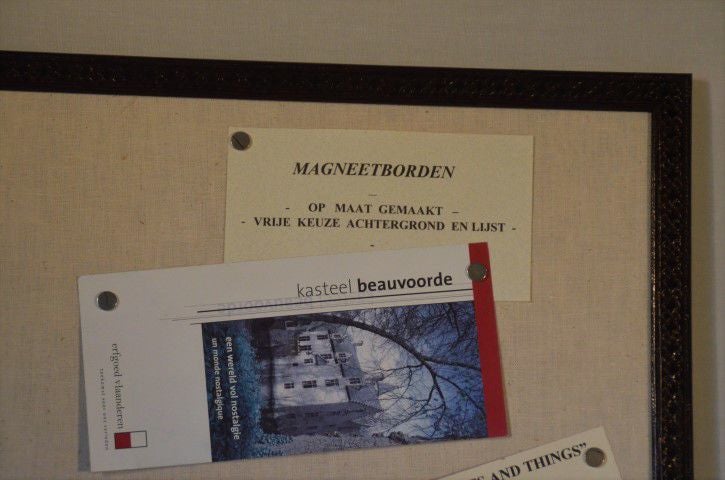 MAGNEETBORDEN
-
- OP MAAT GEMAAKT -
- VRIJE KEUZE ACHTERGROND EN LIJST -
-
kasteel beauvoorde
een wereld vol nostalgie
un monde nostalgique
erfgoed vlaanderen
AND THINGS"